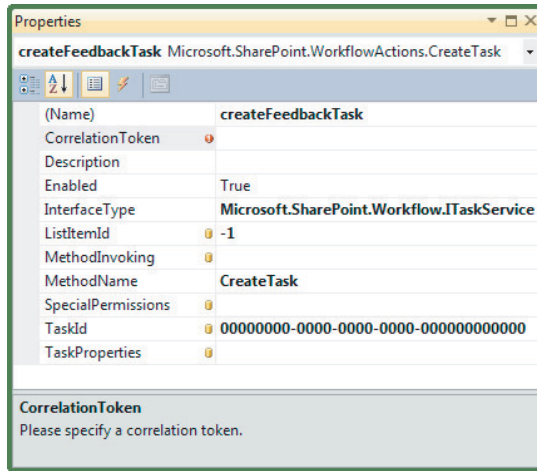 Properties
createFeedbackTask Microsoft.SharePoint.WorkflowActions.CreateTask
(Name) createFeedbackTask
CorrelationToken
Description
Enabled True
InterfaceType Microsoft.SharePoint.Workflow.ITaskService
ListItemId -1
MethodInvoking
MethodName CreateTask
SpecialPermissions
TaskId 00000000-0000-0000-0000-000000000000
TaskProperties
CorrelationToken
Please specify a correlation token.